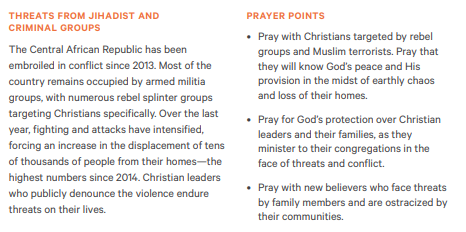 THREATS FROM JIHADIST AND
CRIMINAL GROUPS
The Central African Republic has been
embroiled in conflict since 2013. Most of the
country remains occupied by armed militia
groups, with numerous rebel splinter groups
targeting Christians specifically. Over the last
year, fighting and attacks have intensified,
forcing an increase in the displacement of tens
of thousands of people from their homes—the
highest numbers since 2014. Christian leaders
who publicly denounce the violence endure
threats on their lives.
PRAYER POINTS
• Pray with Christians targeted by rebel
groups and Muslim terrorists. Pray that
they will know God's peace and His
provision in the midst of earthly chaos
and loss of their homes.
• Pray for God's protection over Christian
leaders and their families, as they
minister to their congregations in the
face of threats and conflict.
• Pray with new believers who face threats
by family members and are ostracized by
their communities.